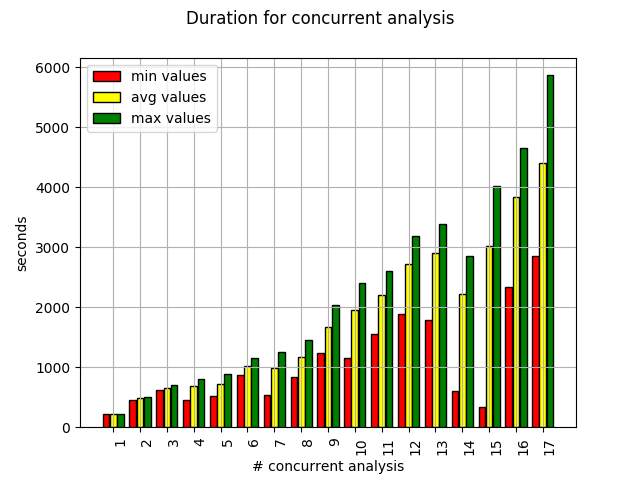 Duration for concurrent analysis
6000
5000
4000
3000
2000
1000
0
seconds
min values
avg values
max values
1 2 3 4 5 6 7 8 9 10 11 12 13 14 15 16 17
# concurrent analysis